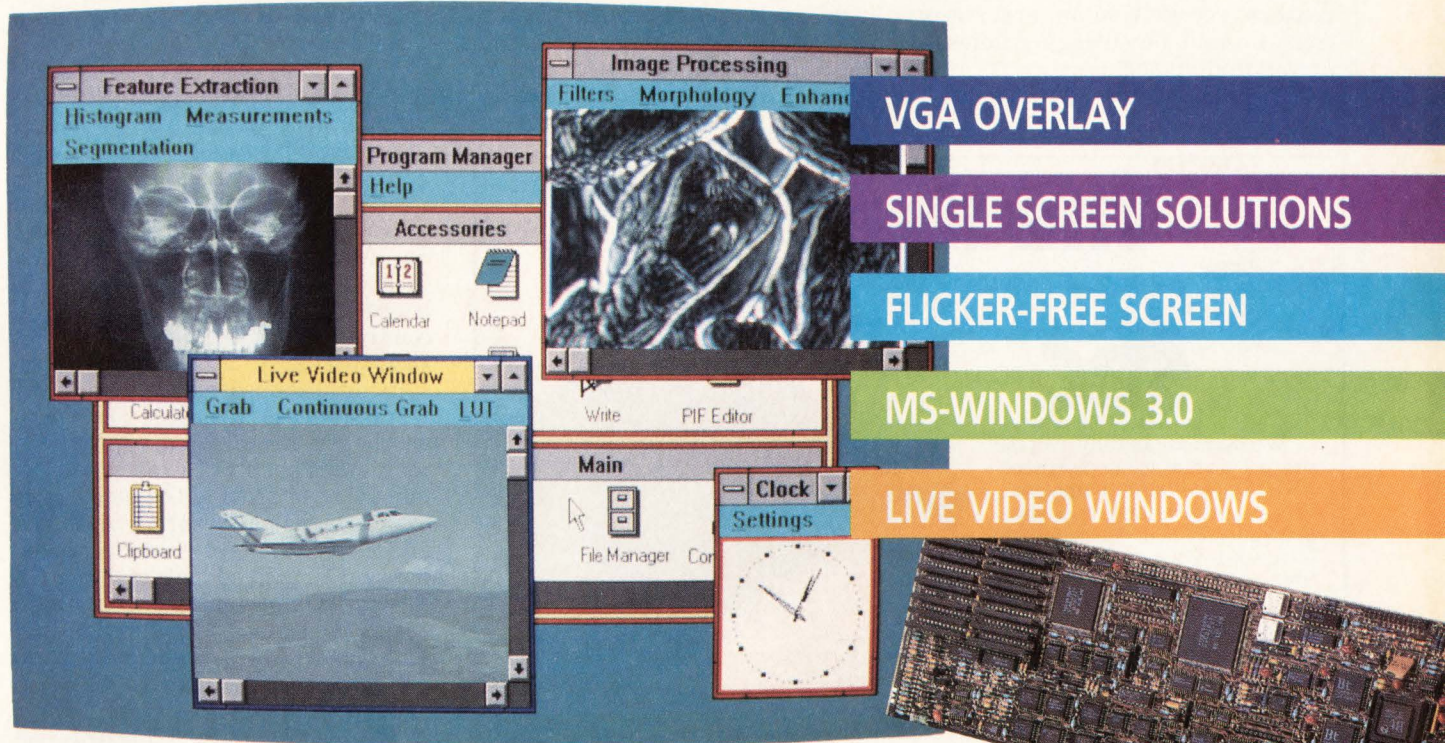 Feature Extraction
Histogram Measurements
Segmentation
Program Manager
Help
Accessories
Calendar Notepad
Image Processing
Filters Morphology
Live Video Window
Grab Continuous Grab LUT
Write PIF Editor
Clipboard
Main
File Manager
Clock
Settings
VGA OVERLAY
SINGLE SCREEN SOLUTIONS
FLICKER-FREE SCREEN
MS-WINDOWS 3.0
LIVE VIDEO WINDOWS